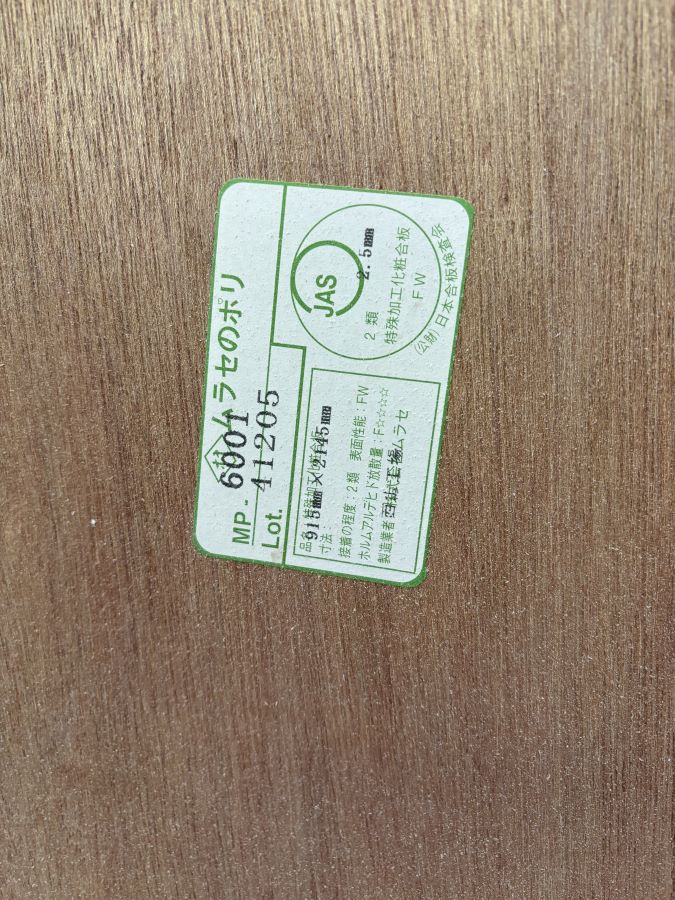 ムラセのポリ
MP- 6001
Lot. 41205
JAS
2.5mm
2 類
特殊加工化粧合板
FW
(公財)日本合板検査会
品名:特殊加工化粧合板
寸法: 915mm×2145mm
接着の程度:2類 表面性能:FW
ホルムアルデヒド放散量:F☆☆☆☆
製造業者:
ムラセ